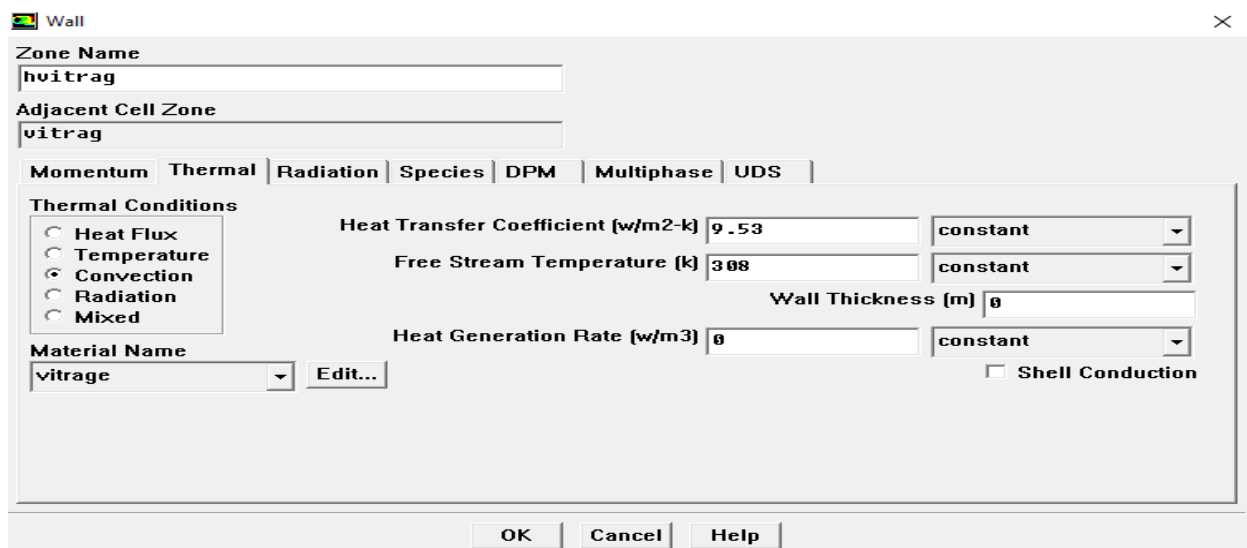 Wall
Zone Name
hvitrag
Adjacent Cell Zone
vitrag
Momentum Thermal Radiation Species DPM Multiphase UDS
Thermal Conditions
Heat Flux
Temperature
Convection
Radiation
Mixed
Material Name
vitrage Edit...
Heat Transfer Coefficient (w/m2-k) 9.53 constant
Free Stream Temperature (k) 308 constant
Wall Thickness (m) 0
Heat Generation Rate (w/m3) 0 constant
Shell Conduction
OK Cancel Help